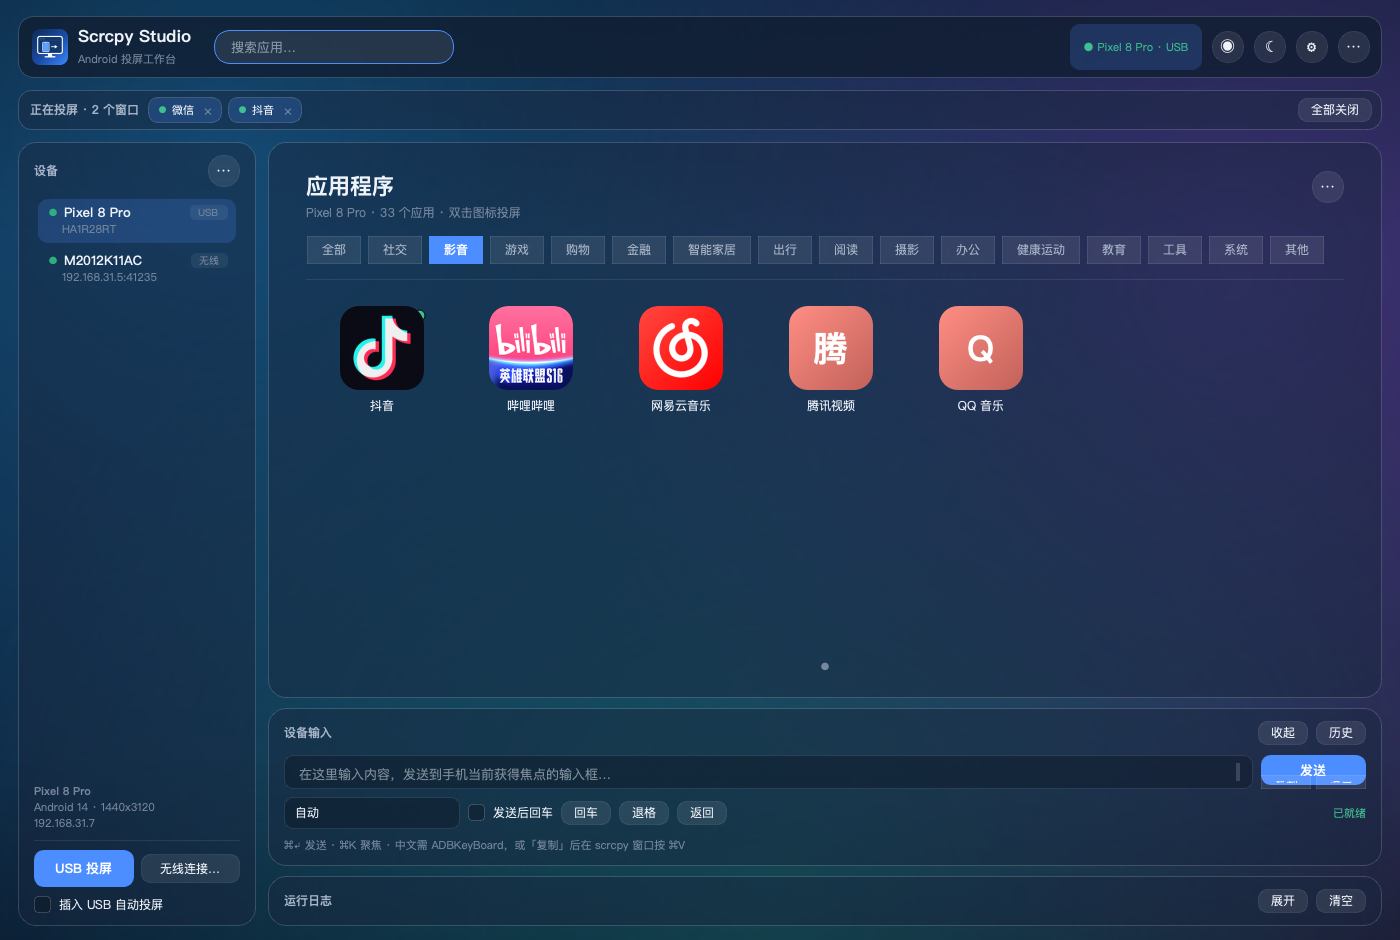 Scrcpy Studio
Android 投屏工作台
搜索应用...
Pixel 8 Pro · USB
正在投屏 · 2 个窗口
微信 ×
抖音 ×
全部关闭
设备
Pixel 8 Pro
USB
HA1R28RT
M2012K11AC
无线
192.168.31.5:41235
应用程序
Pixel 8 Pro · 33 个应用 · 双击图标投屏
全部 社交 影音 游戏 购物 金融 智能家居 出行 阅读 摄影 办公 健康运动 教育 工具 系统 其他
bilibili
英雄联盟S16
腾
Q
抖音 哔哩哔哩 网易云音乐 腾讯视频 QQ 音乐
设备输入
收起 历史
在这里输入内容，发送到手机当前获得焦点的输入框...
发送
自动
发送后回车 回车 退格 返回
已就绪
⌘↵ 发送 · ⌘K 聚焦 · 中文需 ADBKeyBoard，或「复制」后在 scrcpy 窗口按 ⌘V
Pixel 8 Pro
Android 14 · 1440x3120
192.168.31.7
USB 投屏 无线连接...
插入 USB 自动投屏
运行日志
展开 清空